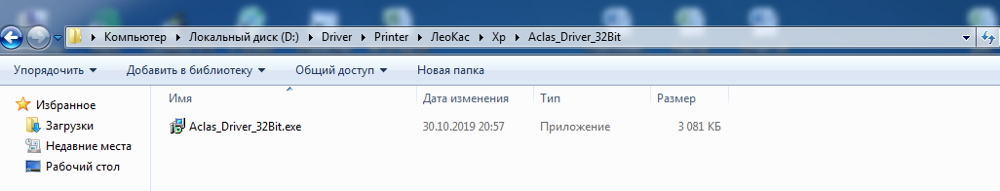 Компьютер Локальный диск (D:) Driver Printer ЛеоКас Xp Aclas_Driver_32Bit
Упорядочить Добавить в библиотеку Общий доступ Новая папка
Избранное
Загрузки
Недавние места
Рабочий стол
Имя Дата изменения Тип Размер
Aclas_Driver_32Bit.exe 30.10.2019 20:57 Приложение 3 081 КБ